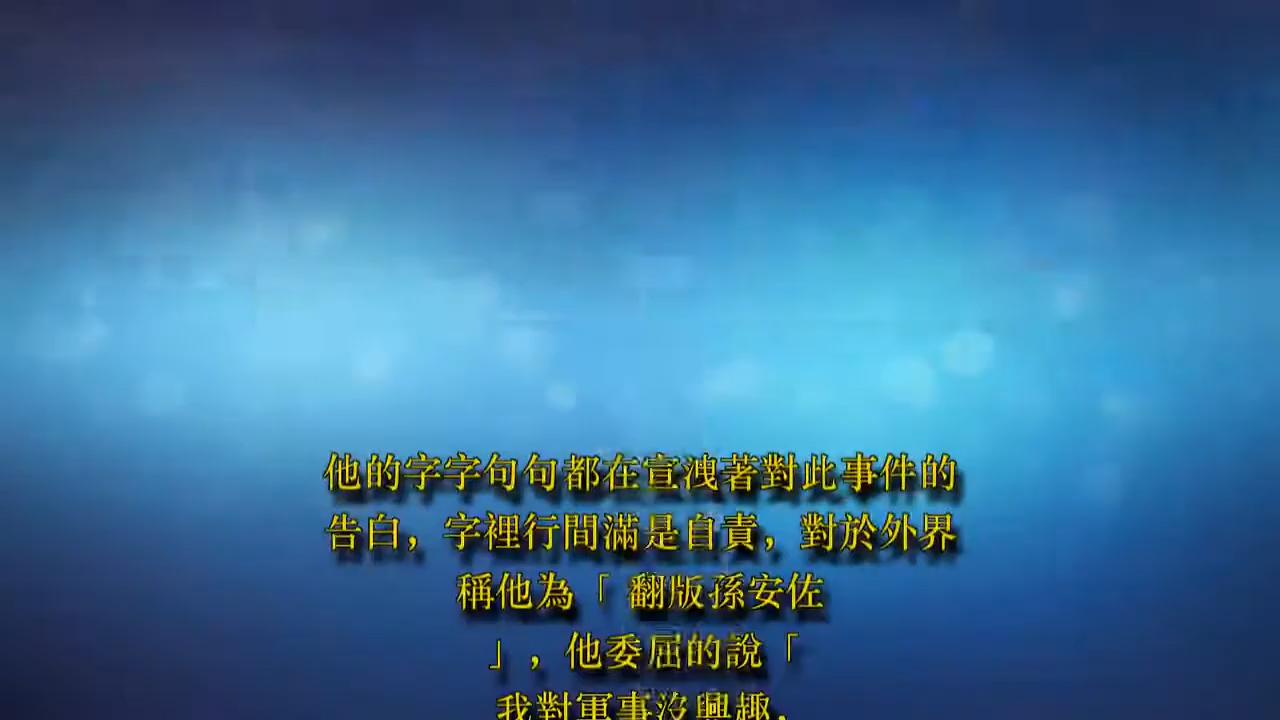 他的字字句句都在宣洩著對此事件的
告白，字裡行間滿是自責，對於外界
稱他為「 翻版孫安佐
」，他委屈的說「
我對軍事沒興趣，